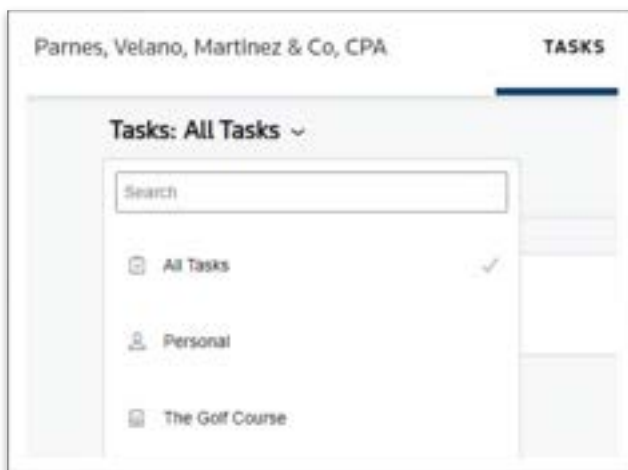 Parnes, Velano, Martinez & Co, CPA TASKS
Tasks: All Tasks
Search
All Tasks
Personal
The Golf Course